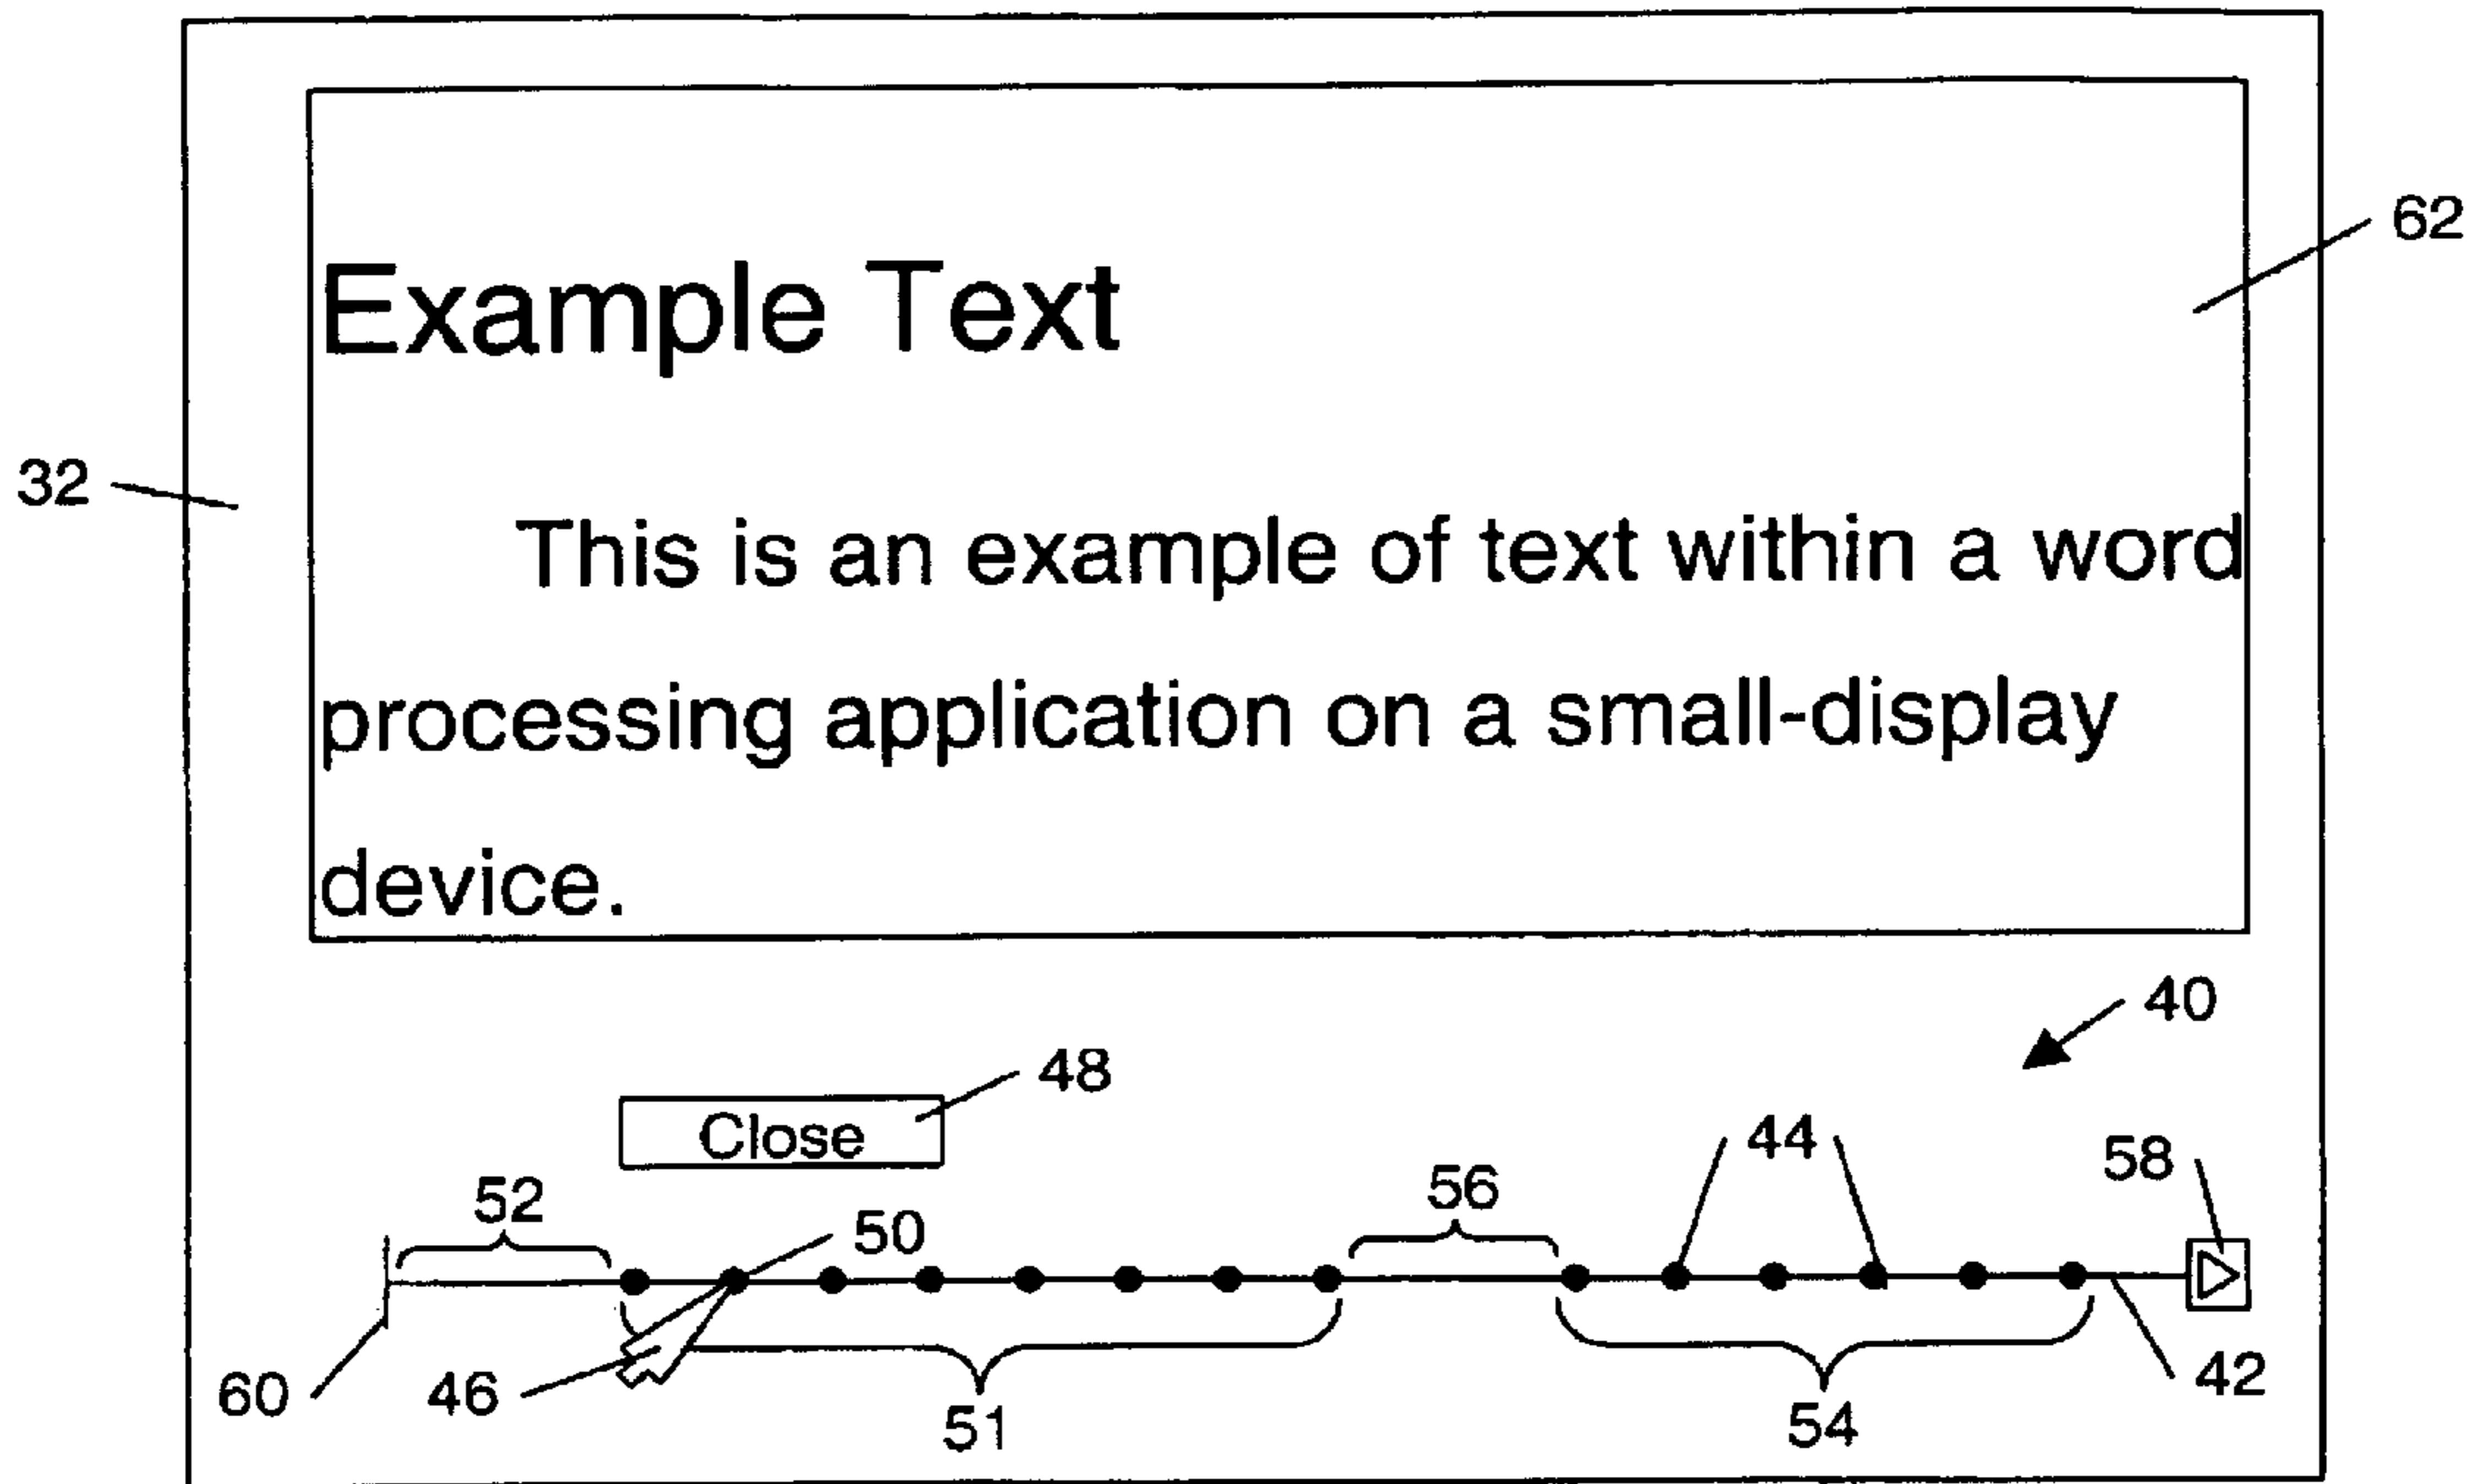 62
Example Text
32
This is an example of text within a word
processing application on a small-display
device.
40
48
Close
44
58
52
56
50
60
46
42
51
54